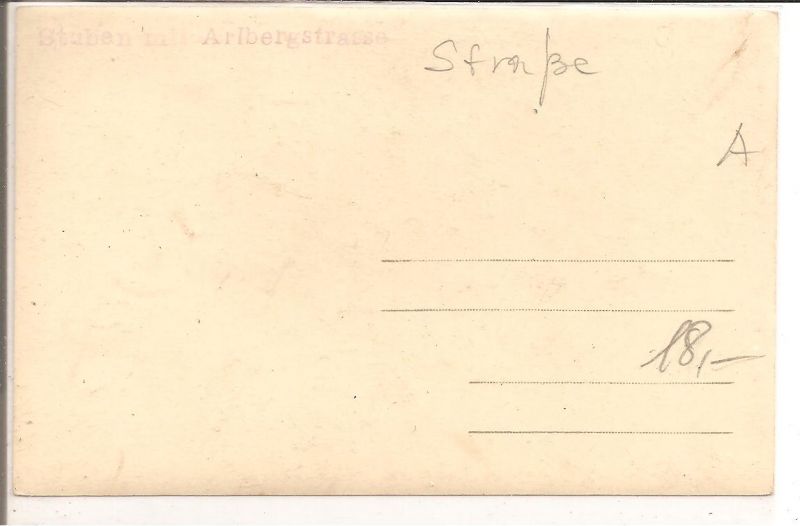 Stuben mit Arlbergstrasse
Straße
A
18,-